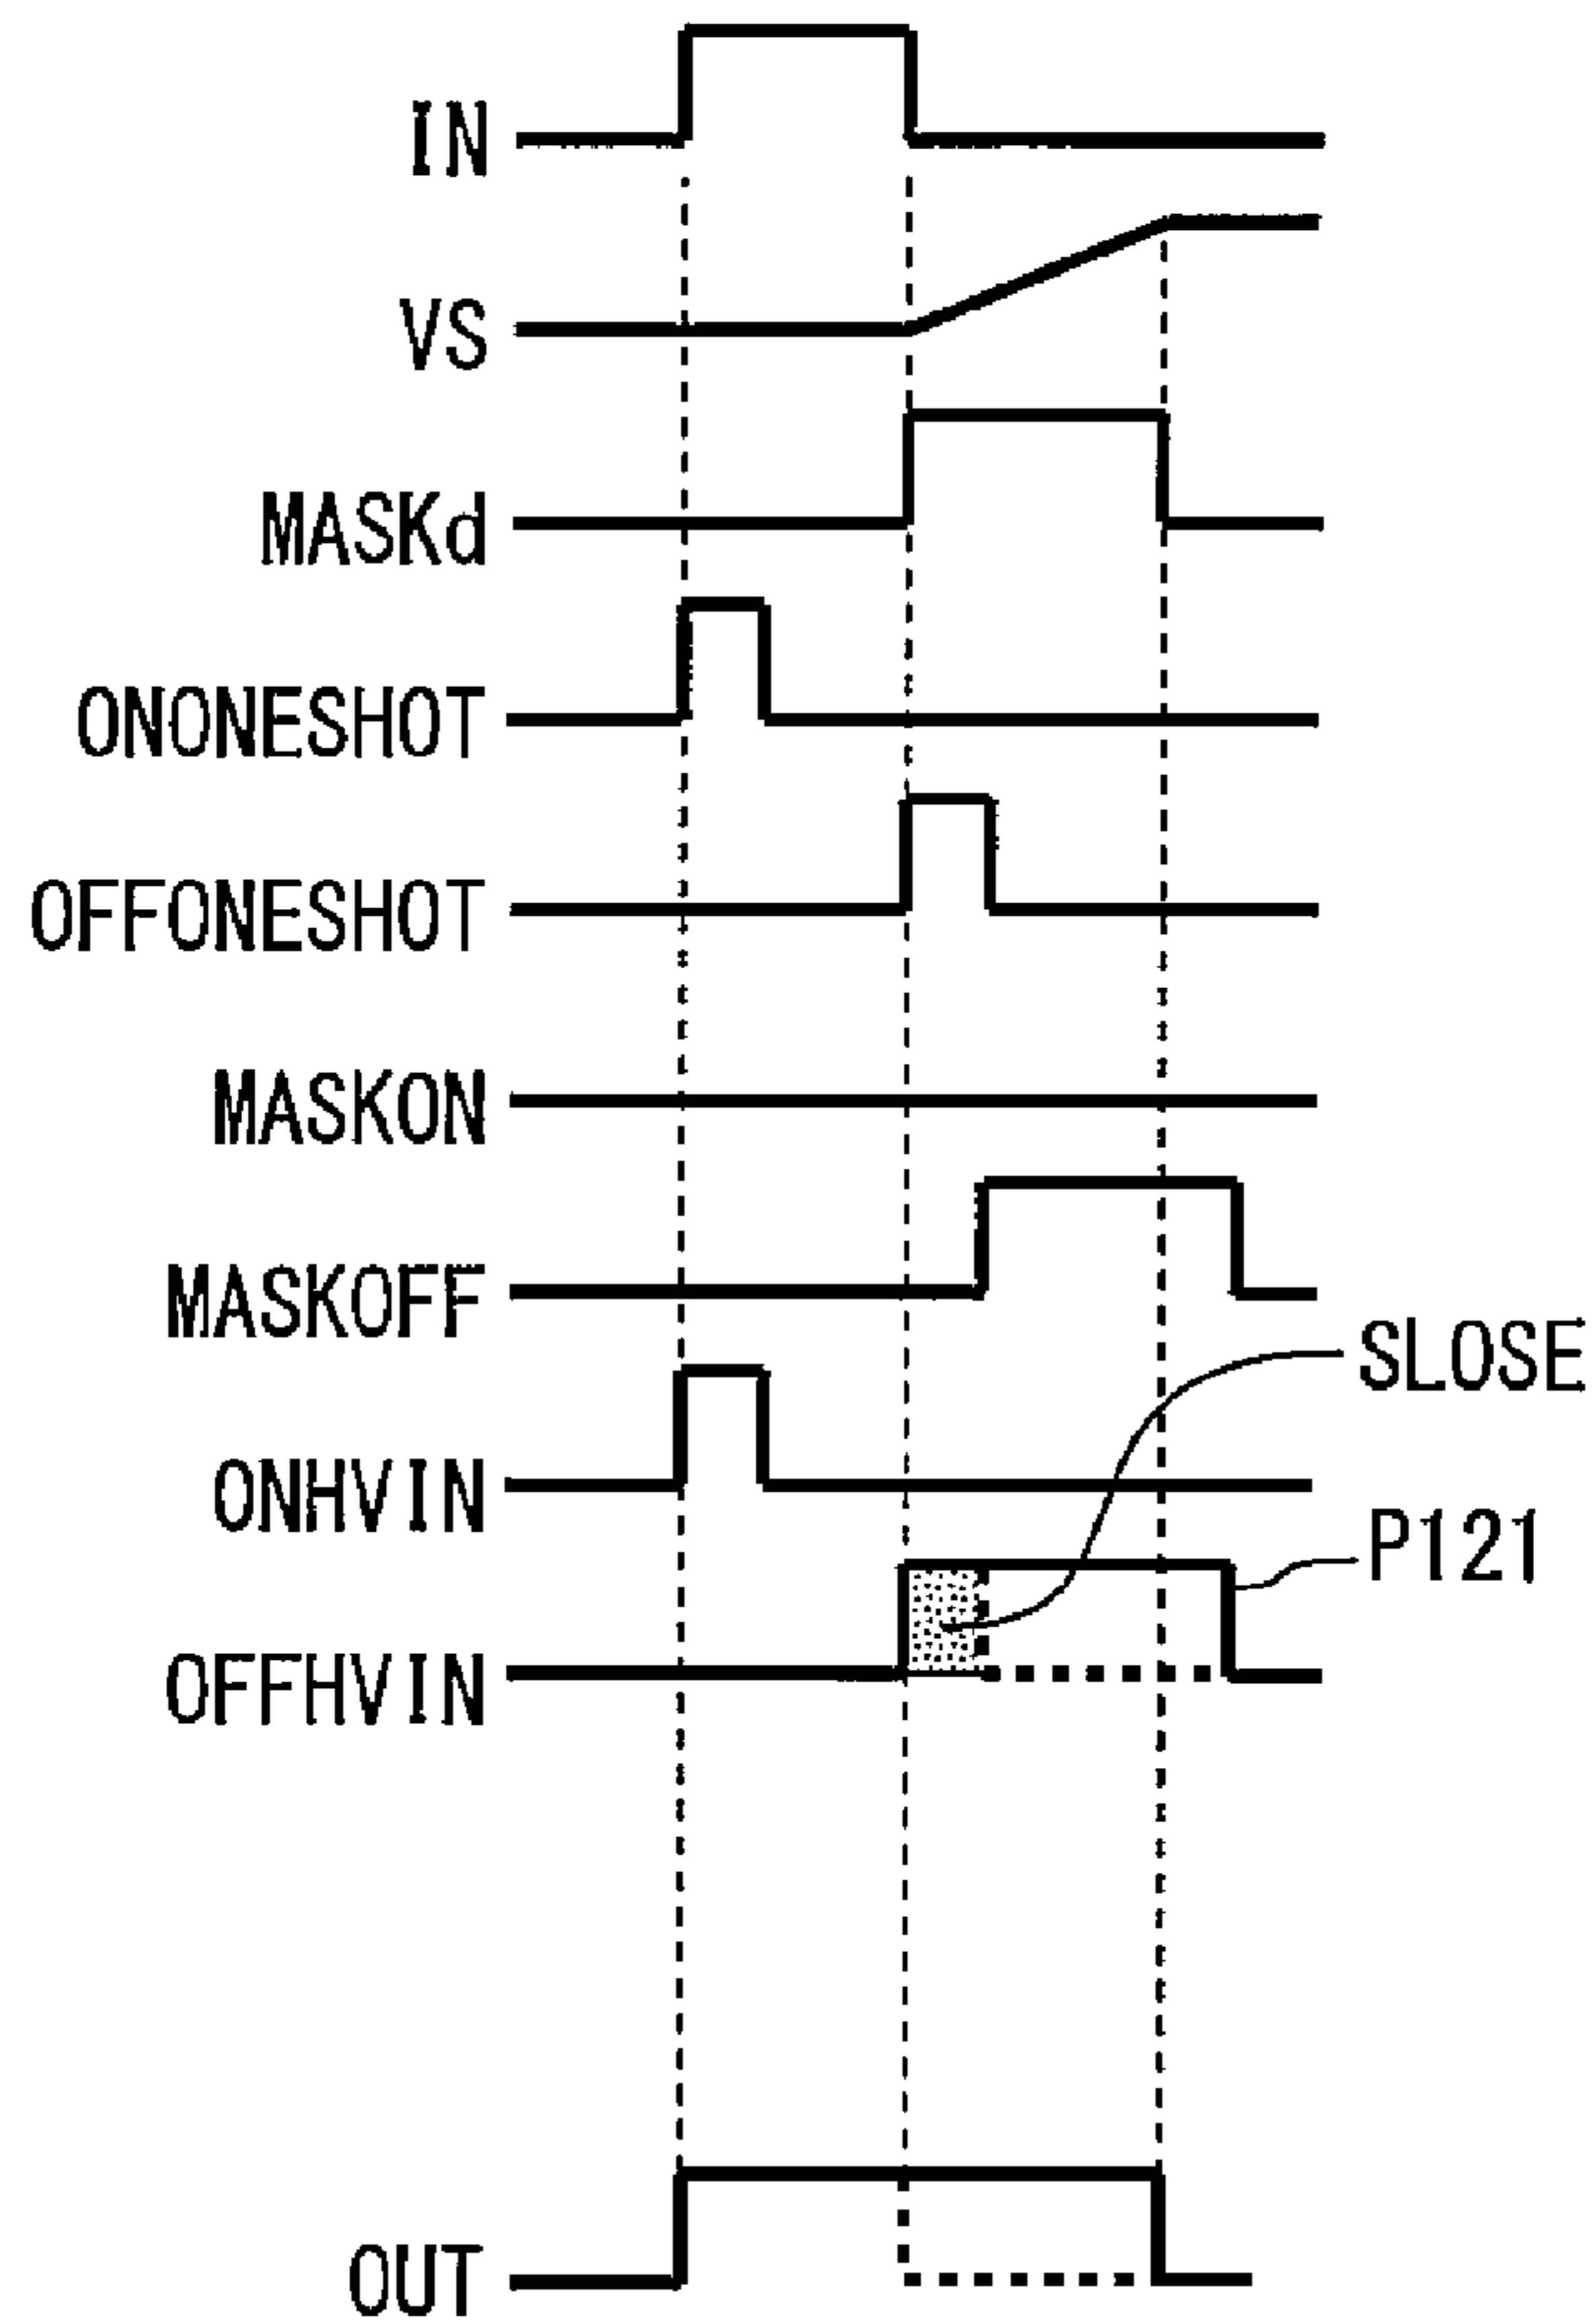 IN
VS
MASKd
ONONESHOT
OFFONESHOT
MASKON
MASKOFF
SLOSE
ONHVIN
P121
OFFHVIN
OUT